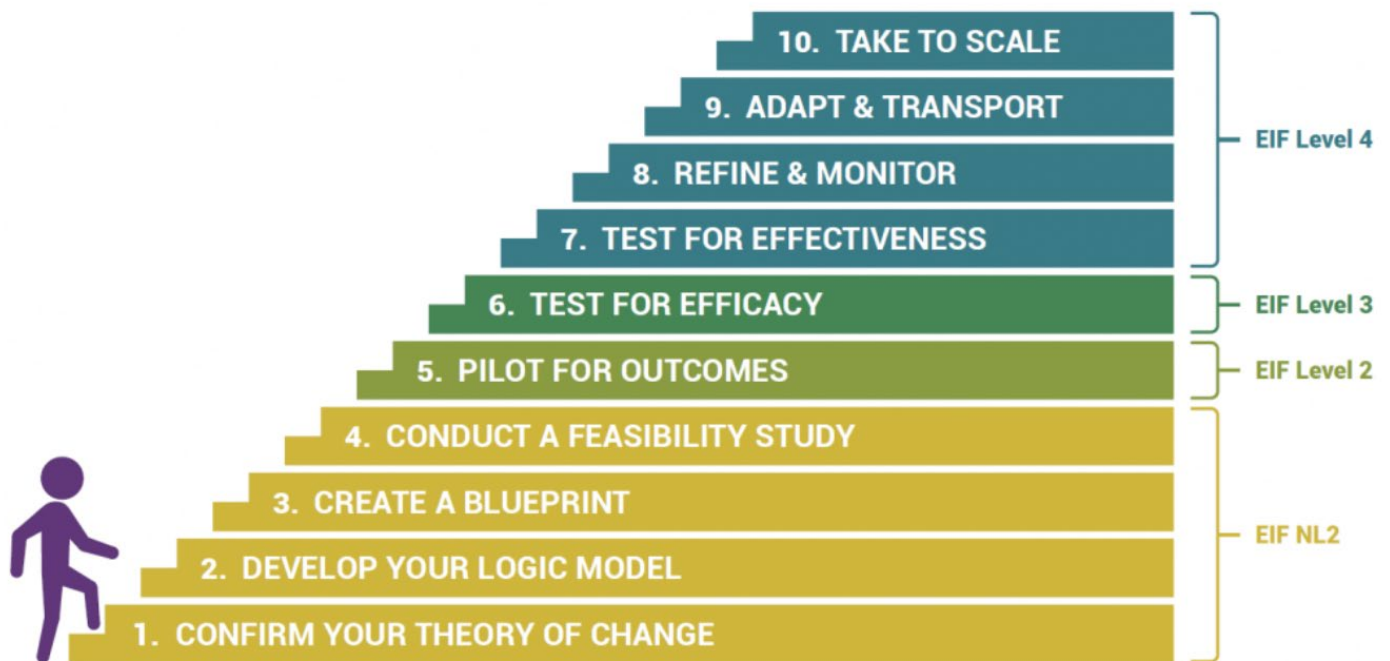 10. TAKE TO SCALE
9. ADAPT & TRANSPORT
EIF Level 4
8. REFINE & MONITOR
7. TEST FOR EFFECTIVENESS
6. TEST FOR EFFICACY
EIF Level 3
5. PILOT FOR OUTCOMES
EIF Level 2
4. CONDUCT A FEASIBILITY STUDY
3. CREATE A BLUEPRINT
EIF NL2
2. DEVELOP YOUR LOGIC MODEL
1. CONFIRM YOUR THEORY OF CHANGE